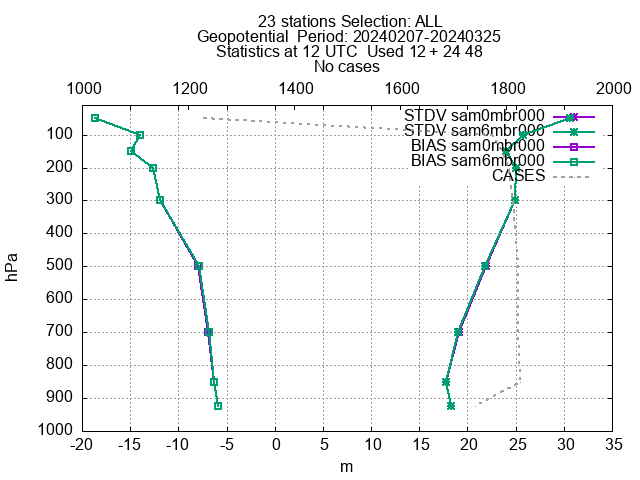 23 stations Selection: ALL
Geopotential  Period: 20240207-20240325
Statistics at 12 UTC  Used 12 + 24 48
No cases
1000 1200 1400 1600 1800 2000
STDV sam0mbr000
STDV sam6mbr000
BIAS sam0mbr000
BIAS sam6mbr000
CASES
100
200
300
400
500
600
700
800
900
1000
hPa
-20 -15 -10 -5 0 5 10 15 20 25 30 35
m